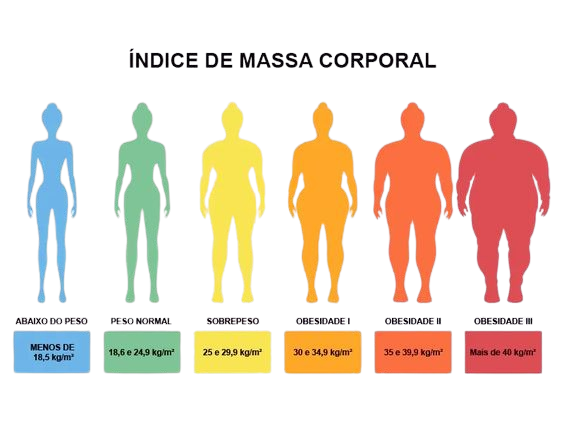 ÍNDICE DE MASSA CORPORAL
ABAIXO DO PESO
PESO NORMAL
SOBREPESO
OBESIDADE I
OBESIDADE II
OBESIDADE III
MENOS DE
18,5 kg/m²
18,6 e 24,9 kg/m²
25 e 29,9 kg/m²
30 e 34,9 kg/m²
35 e 39,9 kg/m²
Mais de 40 kg/m²